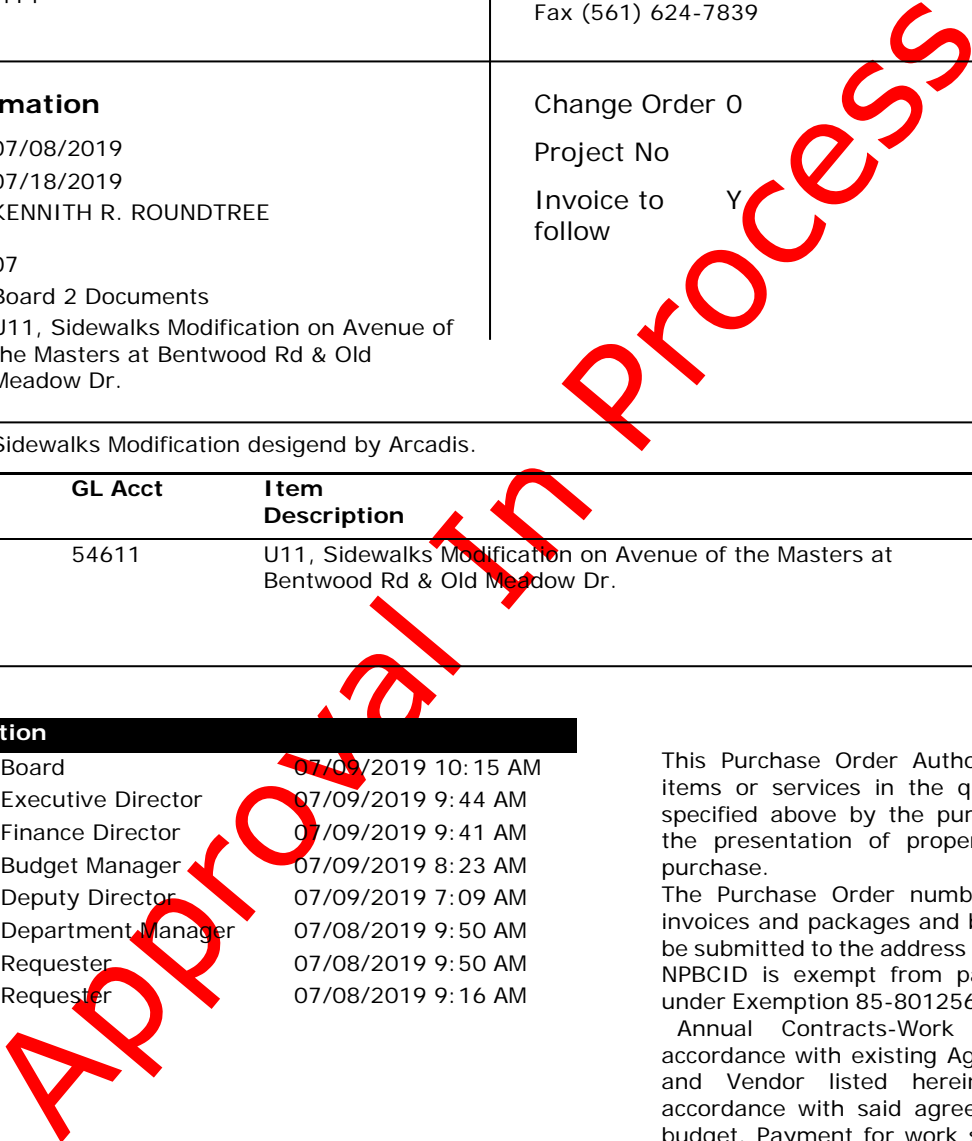 Fax (561) 624-7839
mation
07/08/2019
07/18/2019
KENNITH R. ROUNDTREE
07
Board 2 Documents
U11, Sidewalks Modification on Avenue of
the Masters at Bentwood Rd & Old
Meadow Dr.
Change Order 0
Project No
Invoice to Y
follow
Sidewalks Modification desigend by Arcadis.
GL Acct Item
Description
54611 U11, Sidewalks Modification on Avenue of the Masters at
Bentwood Rd & Old Meadow Dr.
tion
Board 07/09/2019 10:15 AM
Executive Director 07/09/2019 9:44 AM
Finance Director 07/09/2019 9:41 AM
Budget Manager 07/09/2019 8:23 AM
Deputy Director 07/09/2019 7:09 AM
Department Manager 07/08/2019 9:50 AM
Requester 07/08/2019 9:50 AM
Requester 07/08/2019 9:16 AM
This Purchase Order Autho
items or services in the q
specified above by the pur
the presentation of prope
purchase.
The Purchase Order numb
invoices and packages and b
be submitted to the address
NPBCID is exempt from pa
under Exemption 85-801256
Annual Contracts-Work
accordance with existing Ag
and Vendor listed herei
accordance with said agree
budget. Payment for work s
Approval In Process